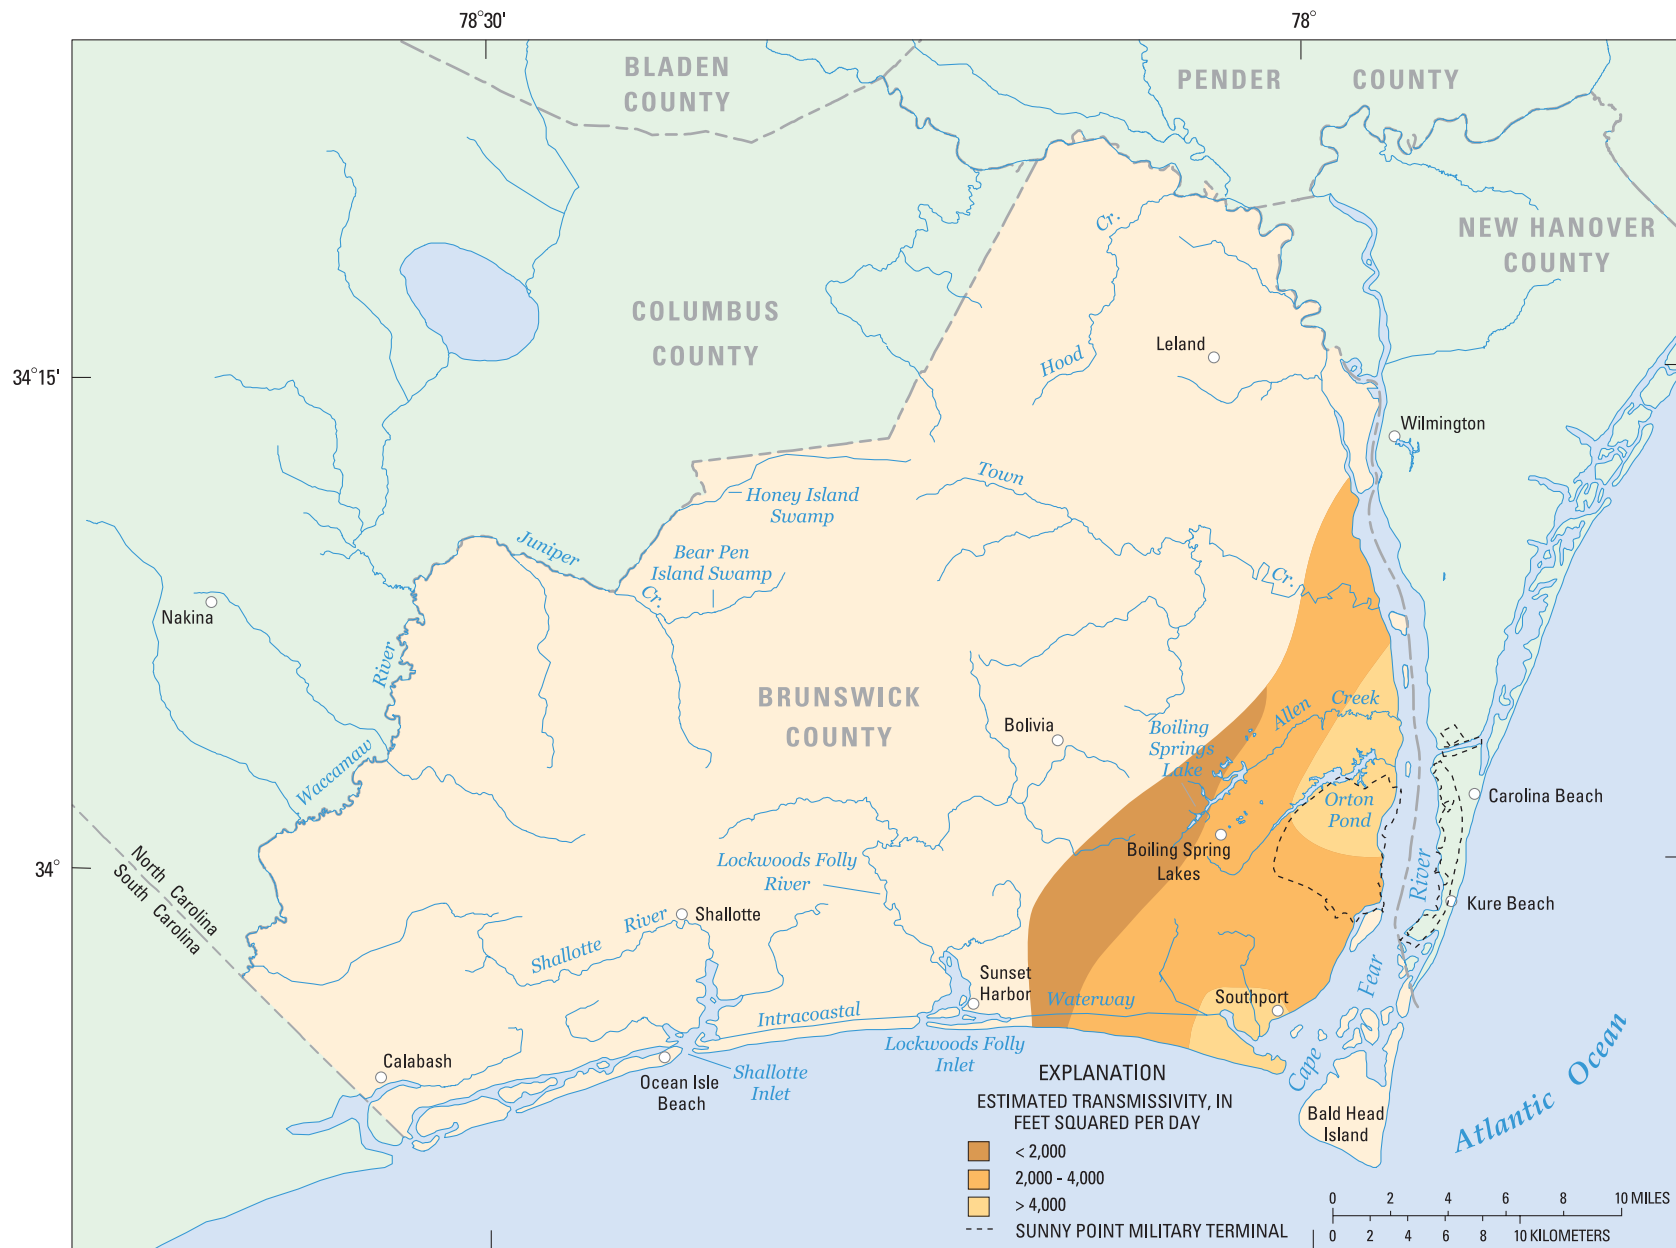 78°30'
78°
BLADEN
COUNTY
PENDER COUNTY
NEW HANOVER
COUNTY
COLUMBUS
COUNTY
Cr.
Hood
Leland
34°15'
Wilmington
Town
Honey Island
Swamp
Juniper
Bear Pen
Island Swamp
Cr.
Cr.
Nakina
River
Waccamaw
BRUNSWICK
COUNTY
Bolivia
Boiling
Springs
Lake
Allen Creek
Orton
Pond
Carolina Beach
Boiling Spring
Lakes
34°
North Carolina
South Carolina
Lockwoods Folly
River
River
Kure Beach
Shallotte
Shallotte River
Sunset
Harbor
Waterway
Southport
Fear
Intracoastal
Lockwoods Folly
Inlet
Cape
Calabash
Ocean Isle
Beach
Shallotte
Inlet
Bald Head
Island
Atlantic Ocean
EXPLANATION
ESTIMATED TRANSMISSIVITY, IN
FEET SQUARED PER DAY
< 2,000
2,000 - 4,000
> 4,000
SUNNY POINT MILITARY TERMINAL
0 2 4 6 8 10 MILES
0 2 4 6 8 10 KILOMETERS